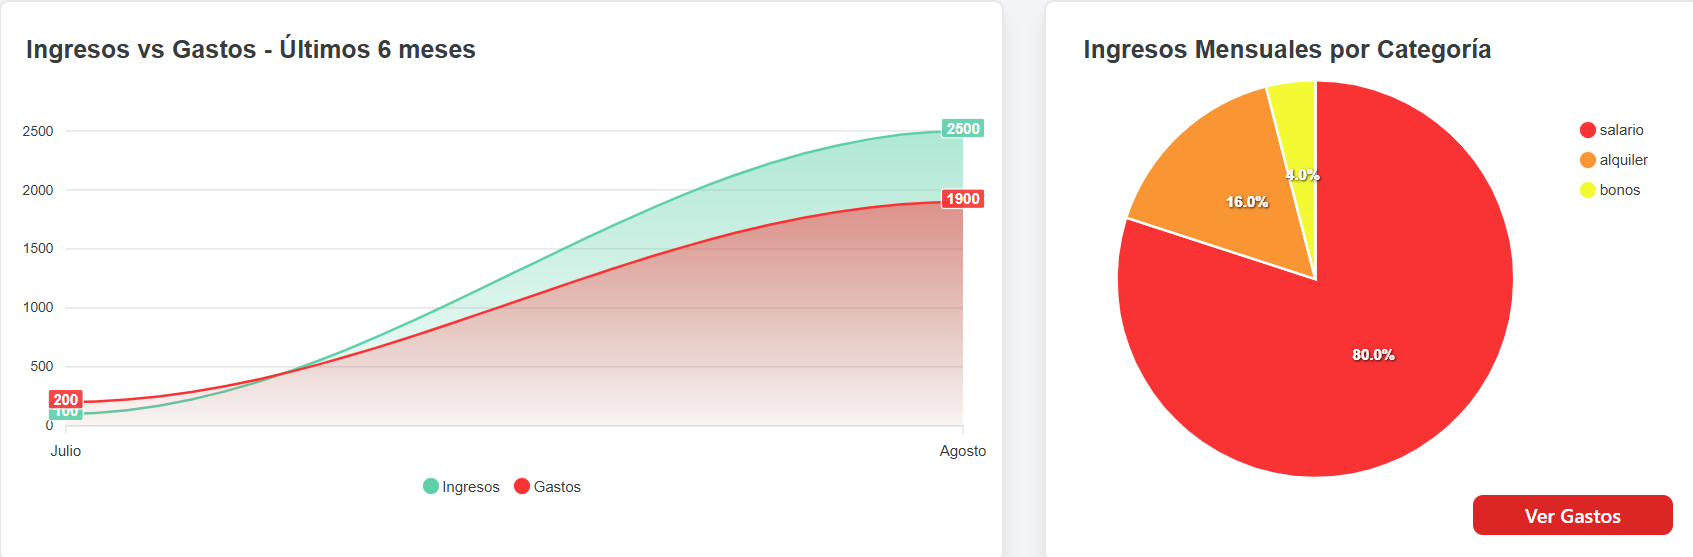 Ingresos vs Gastos - Últimos 6 meses
2500
2000
1500
1000
500
0
2500
1900
200
100
Julio
Agosto
Ingresos
Gastos
Ingresos Mensuales por Categoría
salario
alquiler
bonos
4.0%
16.0%
80.0%
Ver Gastos